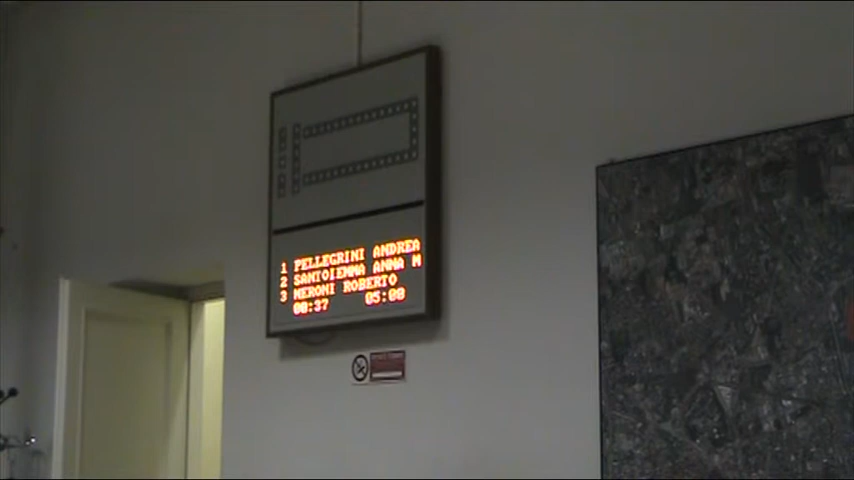 1 PELLEGRINI ANDREA
2 SANTOIEMMA ANNA M
3 MERONI ROBERTO
00:37 05:00